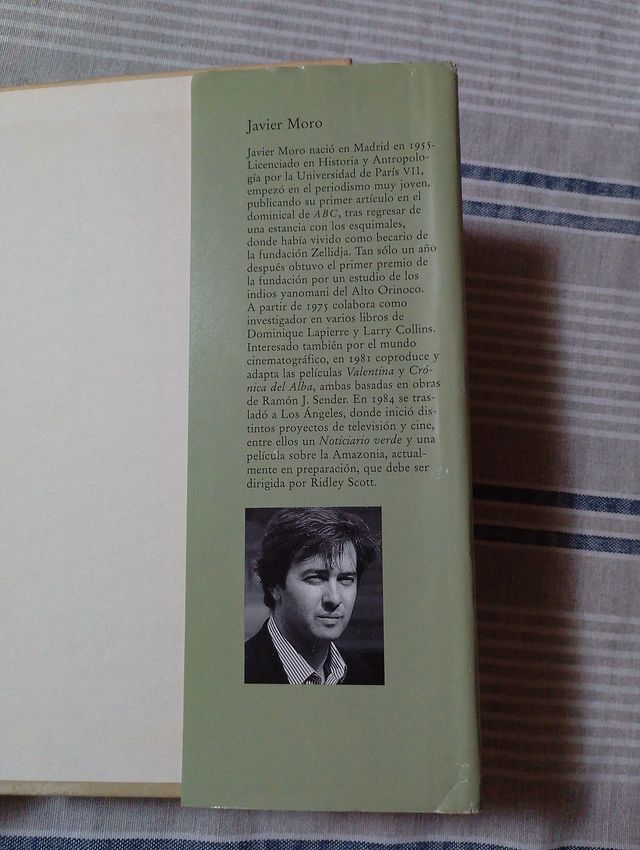 Javier Moro
Javier Moro nació en Madrid en 1955.
Licenciado en Historia y Antropolo-
gía por la Universidad de París VII,
empezó en el periodismo muy joven,
publicando su primer artículo en el
dominical de ABC, tras regresar de
una estancia con los esquimales,
donde había vivido como becario de
la fundación Zellidja. Tan sólo un año
después obtuvo el primer premio de
la fundación por un estudio de los
indios yanomani del Alto Orinoco.
A partir de 1975 colabora como
investigador en varios libros de
Dominique Lapierre y Larry Collins.
Interesado también por el mundo
cinematográfico, en 1981 coproduce y
adapta las películas Valentina y Cró-
nica del Alba, ambas basadas en obras
de Ramón J. Sender. En 1984 se tras-
ladó a Los Ángeles, donde inició dis-
tintos proyectos de televisión y cine,
entre ellos un Noticiario verde y una
película sobre la Amazonia, actual-
mente en preparación, que debe ser
dirigida por Ridley Scott.